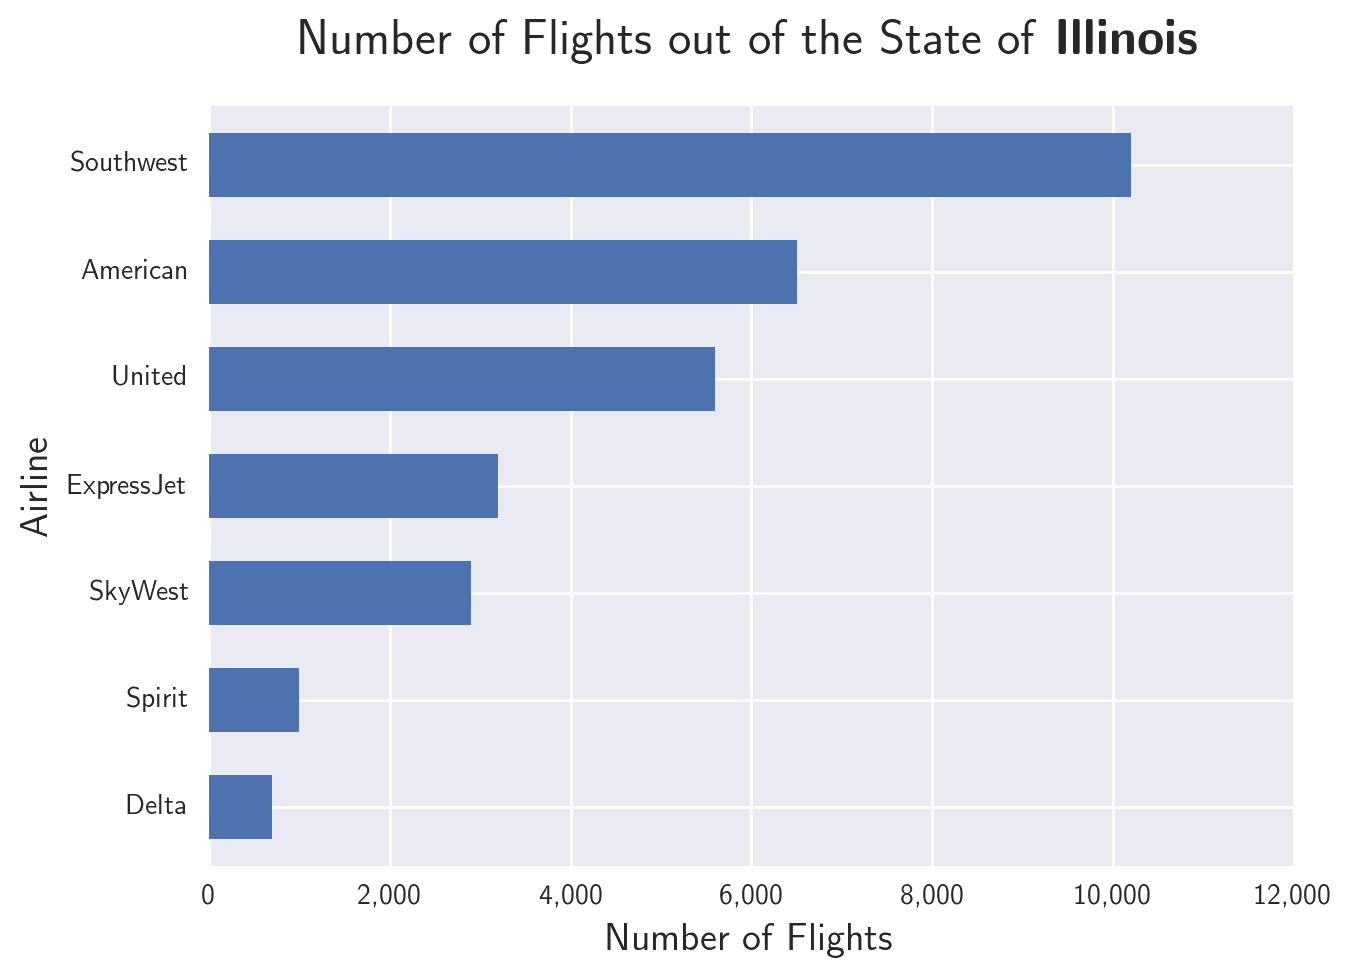 Number of Flights out of the State of Illinois
Southwest
American
United
ExpressJet
SkyWest
Spirit
Delta
Airline
0 2,000 4,000 6,000 8,000 10,000 12,000
Number of Flights